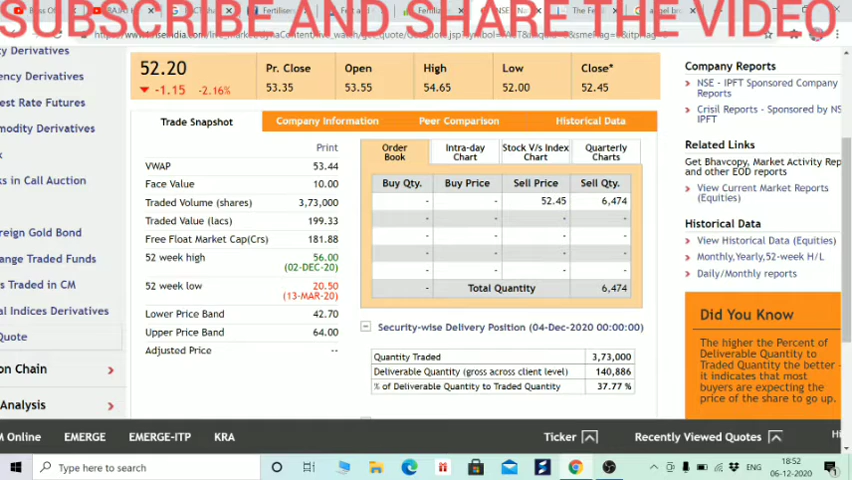 SUBSCRIBE AND SHARE THE VIDEO
y Derivatives
ency Derivatives
est Rate Futures
modity Derivatives
x
ks in Call Auction
reign Gold Bond
ange Traded Funds
s Traded in CM
al Indices Derivatives
Quote
on Chain
Analysis
52.20
-1.15 -2.16%
Pr. Close Open High Low Close*
53.35 53.55 54.65 52.00 52.45
Trade Snapshot Company Information Peer Comparison Historical Data
Print
VWAP 53.44
Face Value 10.00
Traded Volume (shares) 3,73,000
Traded Value (lacs) 199.33
Free Float Market Cap(Crs) 181.88
52 week high 56.00
(02-DEC-20)
52 week low 20.50
(13-MAR-20)
Lower Price Band 42.70
Upper Price Band 64.00
Adjusted Price --
Order Book Intra-day Chart Stock V/s Index Chart Quarterly Charts
Buy Qty. Buy Price Sell Price Sell Qty.
- - 52.45 6,474
- - - -
- - - -
- - - -
- - - -
- Total Quantity 6,474
Security-wise Delivery Position (04-Dec-2020 00:00:00)
Quantity Traded 3,73,000
Deliverable Quantity (gross across client level) 140,886
% of Deliverable Quantity to Traded Quantity 37.77 %
Company Reports
NSE - IPFT Sponsored Company
Reports
Crisil Reports - Sponsored by NS
IPFT
Related Links
Get Bhavcopy, Market Activity Rep
and other EOD reports
View Current Market Reports
(Equities)
Historical Data
View Historical Data (Equities)
Monthly,Yearly,52-week H/L
Daily/Monthly reports
Did You Know
The higher the Percent of
Deliverable Quantity to
Traded Quantity the better -
it indicates that most
buyers are expecting the
price of the share to go up.
M Online EMERGE EMERGE-ITP KRA Ticker Recently Viewed Quotes Hi
Type here to search
ENG
18:52
06-12-2020